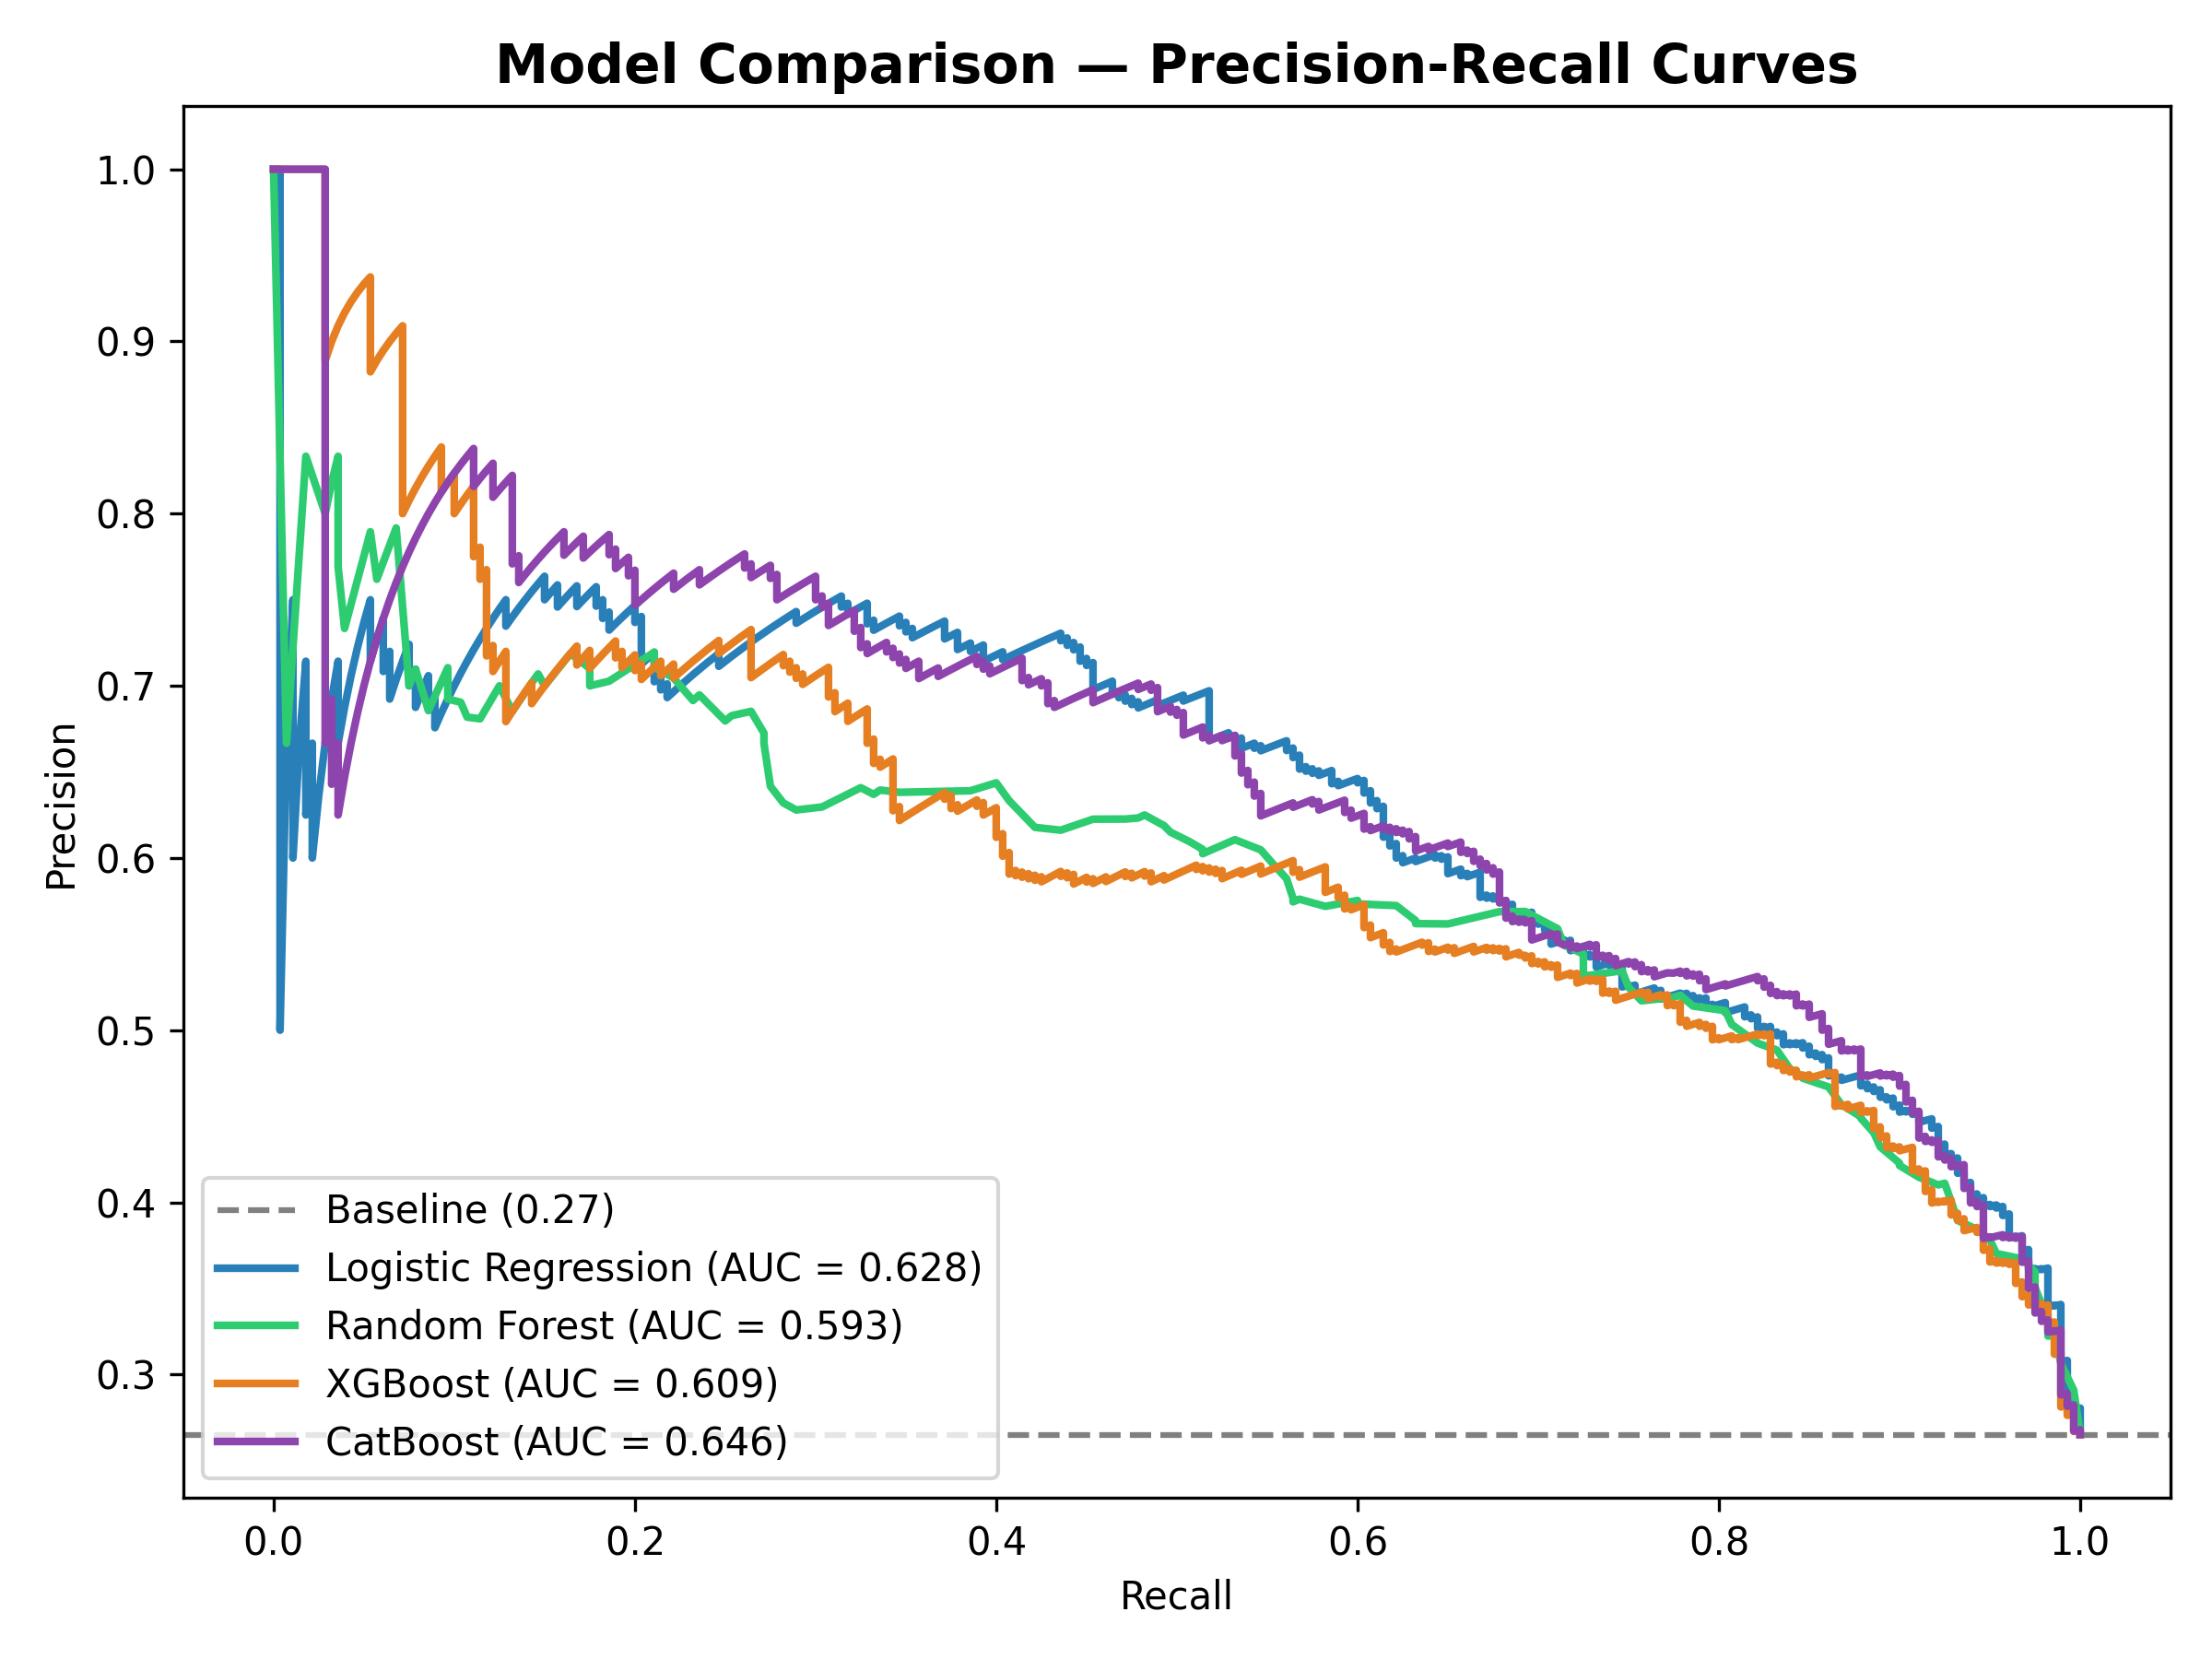 Model Comparison — Precision-Recall Curves
Precision
1.0
0.9
0.8
0.7
0.6
0.5
0.4
0.3
Baseline (0.27)
Logistic Regression (AUC = 0.628)
Random Forest (AUC = 0.593)
XGBoost (AUC = 0.609)
CatBoost (AUC = 0.646)
0.0 0.2 0.4 0.6 0.8 1.0
Recall